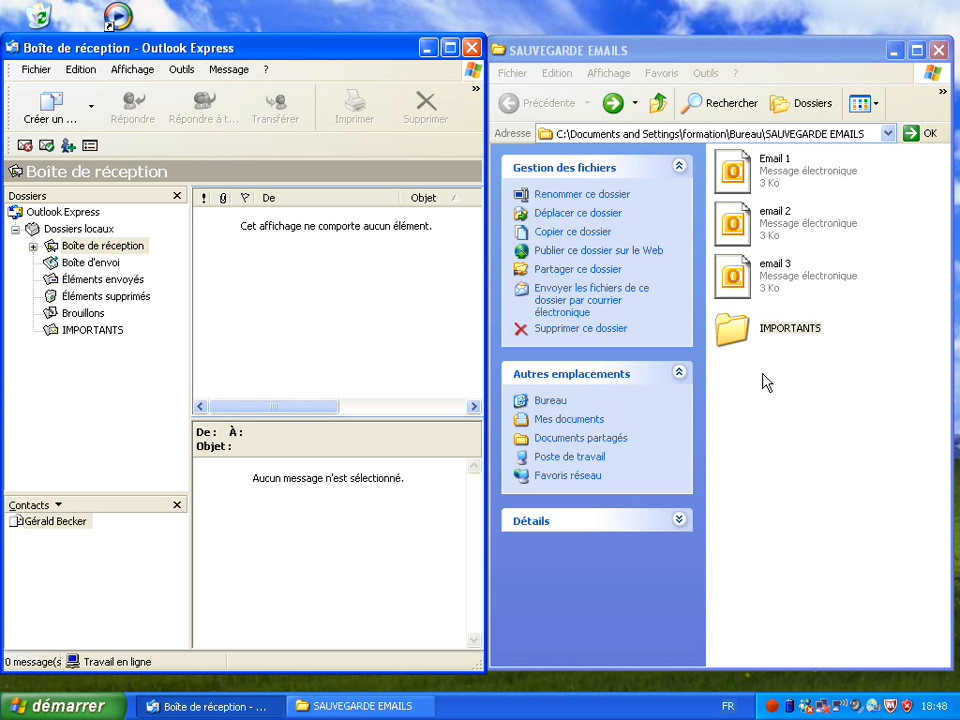 Boîte de réception - Outlook Express
Fichier Edition Affichage Outils Message ?
Créer un ... Répondre Répondre à t... Transférer Imprimer Supprimer
Boîte de réception
Dossiers
Outlook Express
Dossiers locaux
Boîte de réception
Boîte d'envoi
Éléments envoyés
Éléments supprimés
Brouillons
IMPORTANTS
De Objet
Cet affichage ne comporte aucun élément.
De : À :
Objet :
Aucun message n'est sélectionné.
Contacts
Gérald Becker
0 message(s Travail en ligne
SAUVEGARDE EMAILS
Fichier Edition Affichage Favoris Outils ?
Précédente Rechercher Dossiers
Adresse C:\Documents and Settings\formation\Bureau\SAUVEGARDE EMAILS OK
Gestion des fichiers
Renommer ce dossier
Déplacer ce dossier
Copier ce dossier
Publier ce dossier sur le Web
Partager ce dossier
Envoyer les fichiers de ce
dossier par courrier
électronique
Supprimer ce dossier
Autres emplacements
Bureau
Mes documents
Documents partagés
Poste de travail
Favoris réseau
Détails
Email 1
Message électronique
3 Ko
email 2
Message électronique
3 Ko
email 3
Message électronique
3 Ko
IMPORTANTS
démarrer Boîte de réception - ... SAUVEGARDE EMAILS FR 18:48